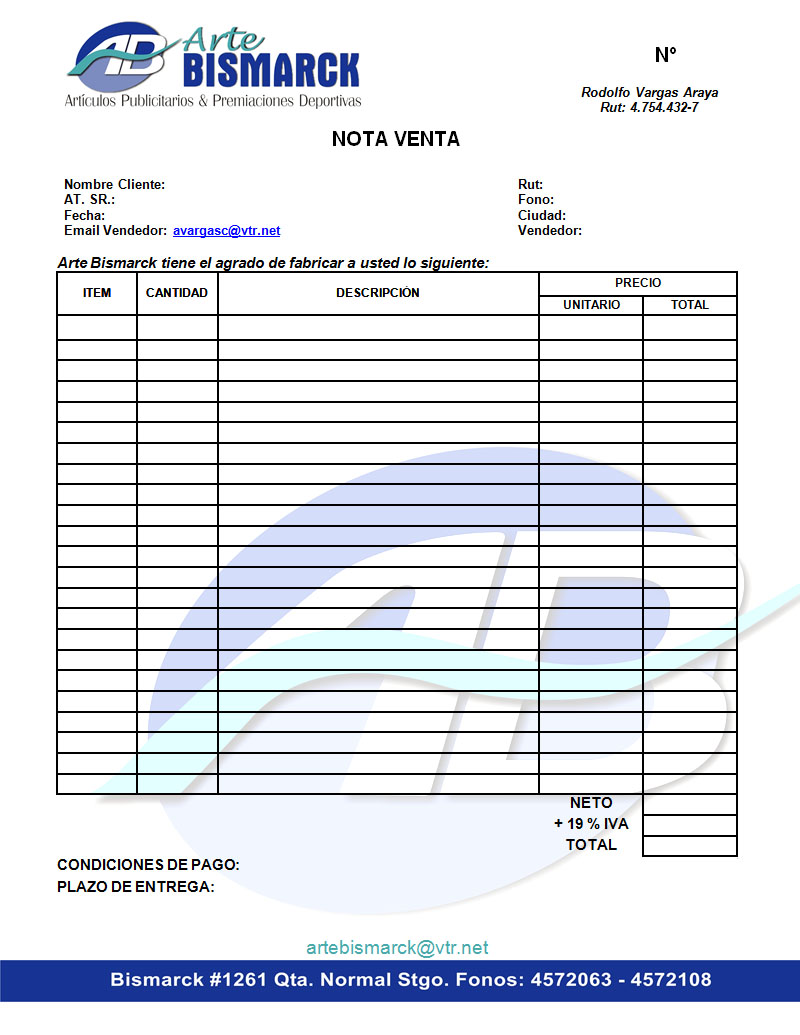 AB Arte
BISMARCK
Artículos Publicitarios & Premiaciones Deportivas
Nº
Rodolfo Vargas Araya
Rut: 4.754.432-7
NOTA VENTA
Nombre Cliente:
AT. SR.:
Fecha:
Email Vendedor: avargasc@vtr.net
Rut:
Fono:
Ciudad:
Vendedor:
Arte Bismarck tiene el agrado de fabricar a usted lo siguiente:
ITEM CANTIDAD DESCRIPCIÓN PRECIO
UNITARIO TOTAL
AB
NETO
+ 19 % IVA
TOTAL
CONDICIONES DE PAGO:
PLAZO DE ENTREGA:
artebismarck@vtr.net
Bismarck #1261 Qta. Normal Stgo. Fonos: 4572063 - 4572108